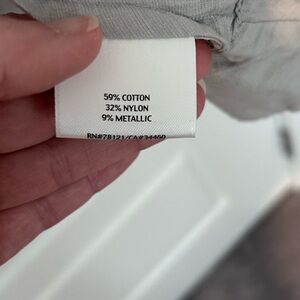 59% COTTON
32% NYLON
9% METALLIC
RN#78121/CA#34460